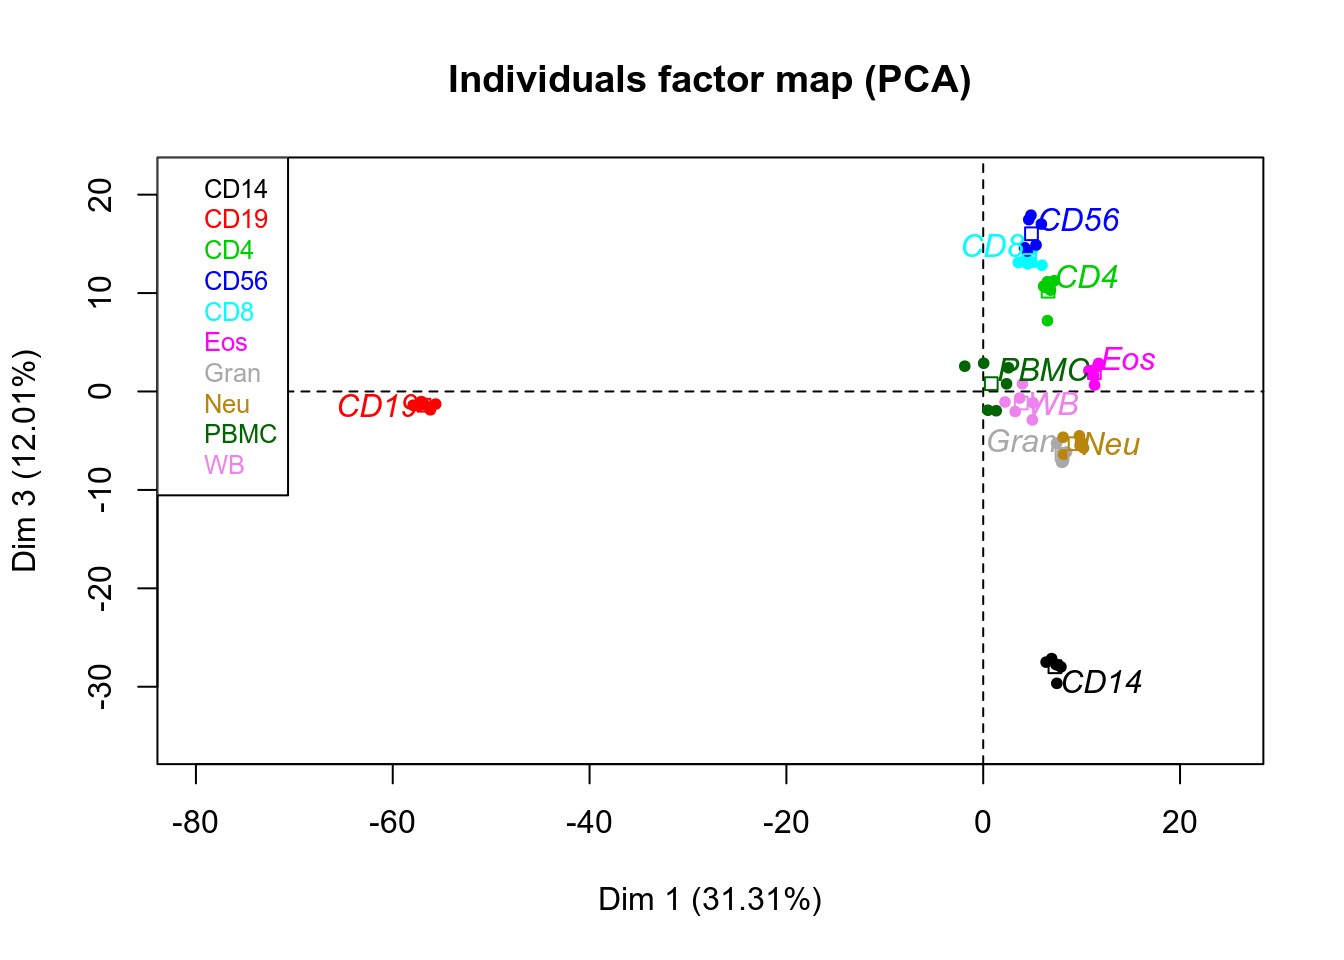 Individuals factor map (PCA)
CD14
CD19
CD4
CD56
CD8
Eos
Gran
Neu
PBMC
WB
20
10
0
-10
-20
-30
Dim 3 (12.01%)
CD56
CD8
CD4
PBMC
Eos
CD19
WB
Gran
Neu
CD14
-80
-60
-40
-20
0
20
Dim 1 (31.31%)